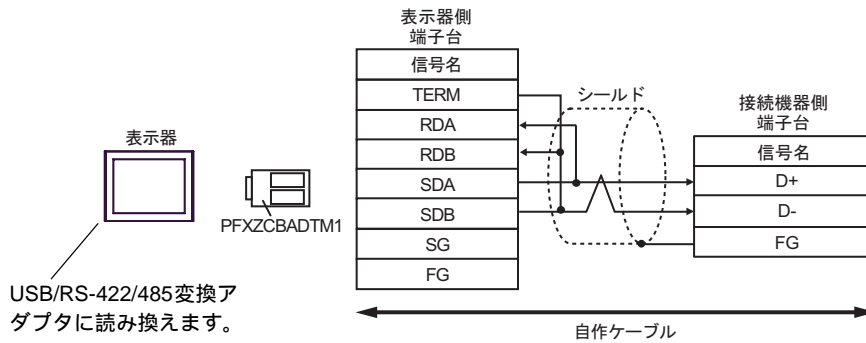 表示器側
端子台
信号名
TERM
RDA
RDB
SDA
SDB
SG
FG
シールド
接続機器側
端子台
信号名
D+
D-
FG
表示器
PFXZCBADTM1
USB/RS-422/485変換ア
ダプタに読み換えます。
自作ケーブル